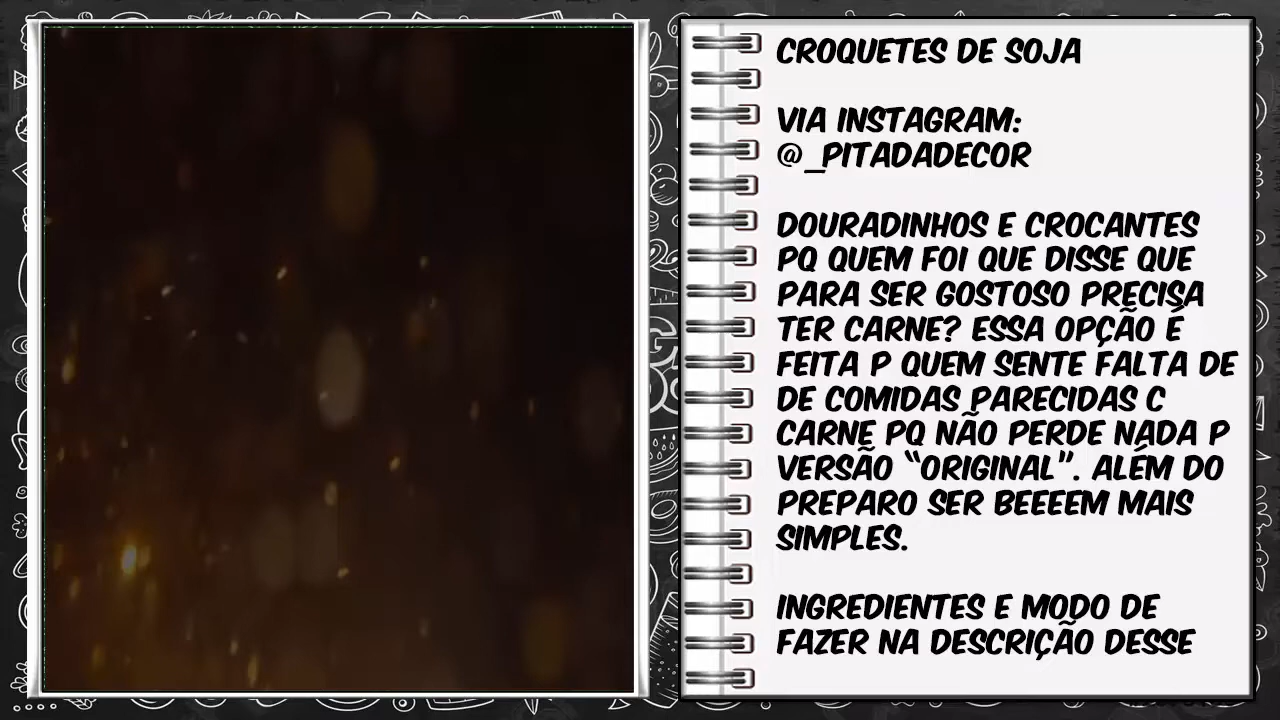 CROQUETES DE SOJA
VIA INSTAGRAM:
@_PITADADECOR
DOURADINHOS E CROCANTES
PQ QUEM FOI QUE DISSE QUE
PARA SER GOSTOSO PRECISA
TER CARNE? ESSA OPÇÃO É
FEITA P QUEM SENTE FALTA DE
DE COMIDAS PARECIDAS C
CARNE PQ NÃO PERDE NADA P
VERSÃO “ORIGINAL”. ALÉM DO
PREPARO SER BEEEEM MAIS
SIMPLES.
INGREDIENTES E MODO DE
FAZER NA DESCRIÇÃO DESSE